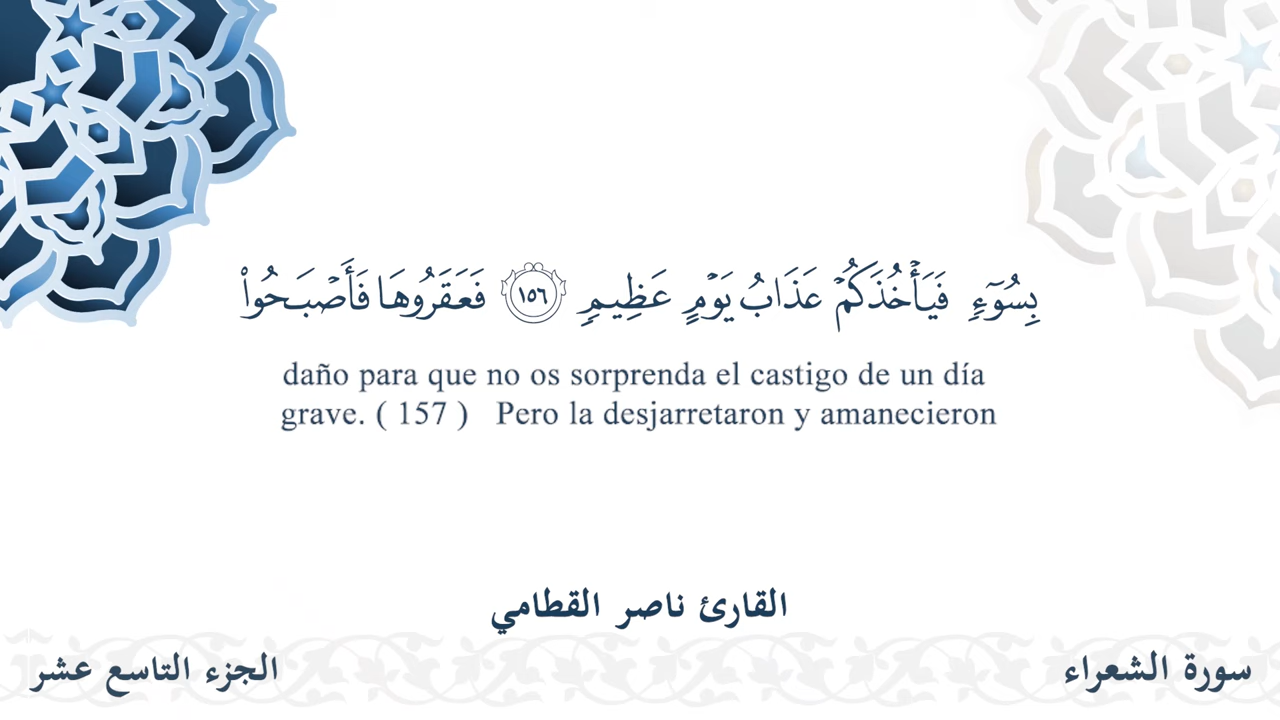 بِسُوٓءٍ فَيَأْخُذَكُمْ عَذَابُ يَوْمٍ عَظِيمٍ ١٥٦ فَعَقَرُوهَا فَأَصْبَحُوا۟
daño para que no os sorprenda el castigo de un día
grave. ( 157 ) Pero la desjarretaron y amanecieron
القارئ ناصر القطامي
سورة الشعراء
الجزء التاسع عشر